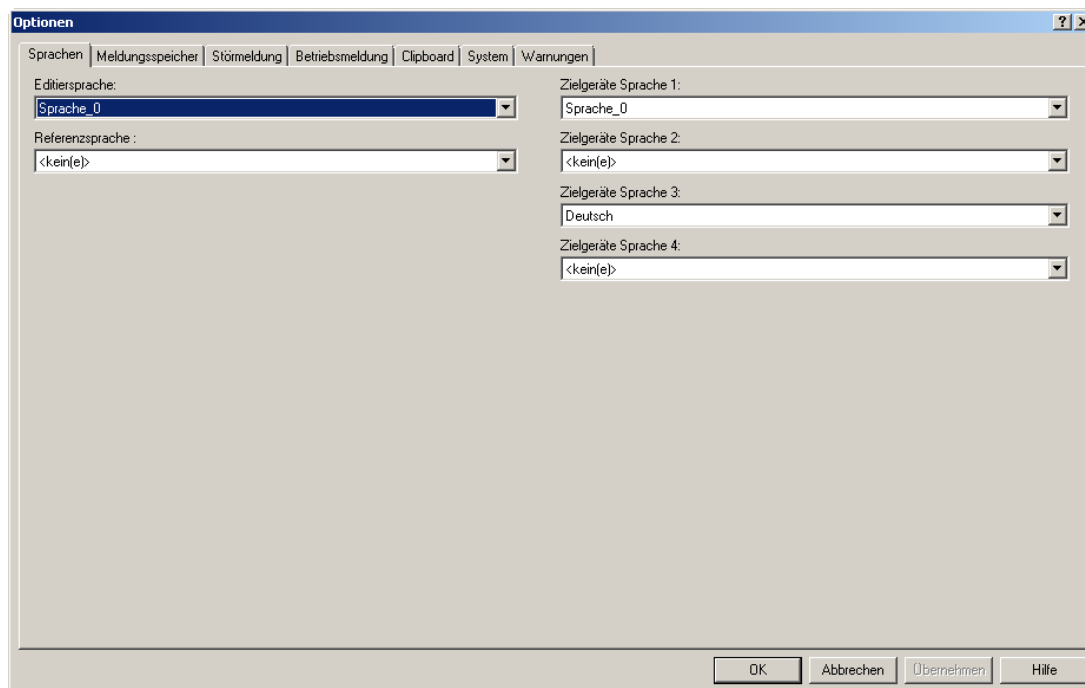 Optionen
Sprachen Meldungsspeicher Störmeldung Betriebsmeldung Clipboard System Warnungen
Editiersprache:
Sprache_0
Referenzsprache :
<kein(e)>
Zielgeräte Sprache 1:
Sprache_0
Zielgeräte Sprache 2:
<kein(e)>
Zielgeräte Sprache 3:
Deutsch
Zielgeräte Sprache 4:
<kein(e)>
OK Abbrechen Übernehmen Hilfe